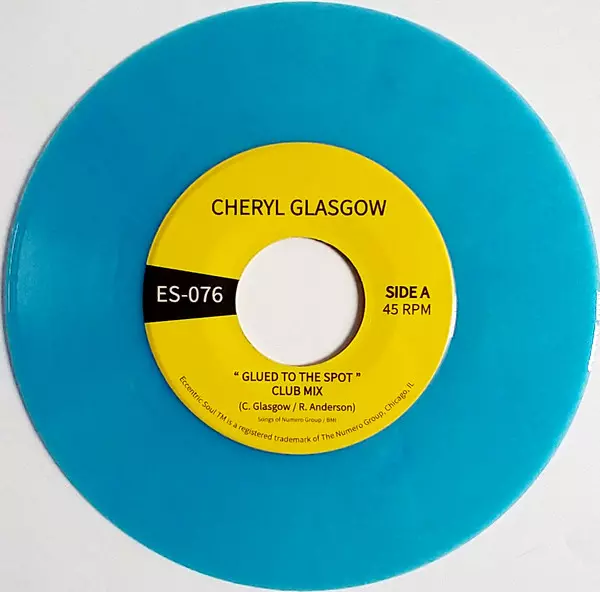 CHERYL GLASGOW
ES-076
SIDE A
45 RPM
“ GLUED TO THE SPOT ”
CLUB MIX
(C. Glasgow / R. Anderson)
Songs of Numero Group / BMI
Eccentric Soul TM is a registered trademark of The Numero Group, Chicago, IL